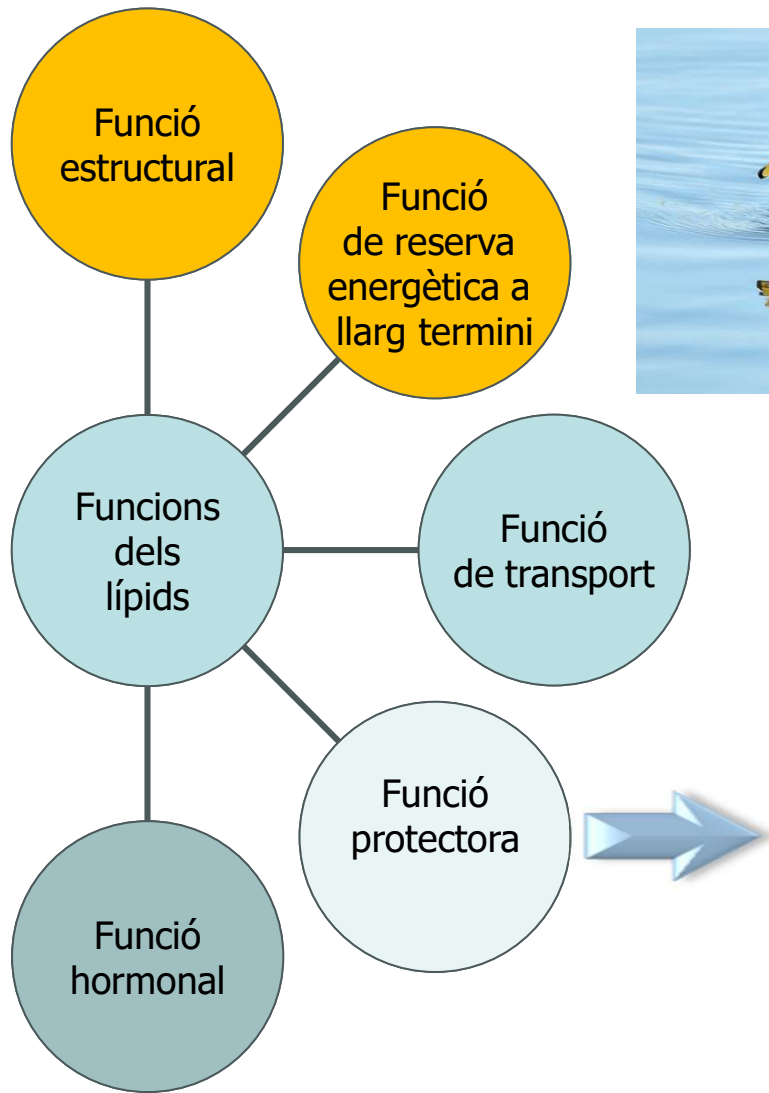 Funció
estructural
Funció
de reserva
energètica a
llarg termini
Funcions
dels
lípids
Funció
de transport
Funció
protectora
Funció
hormonal